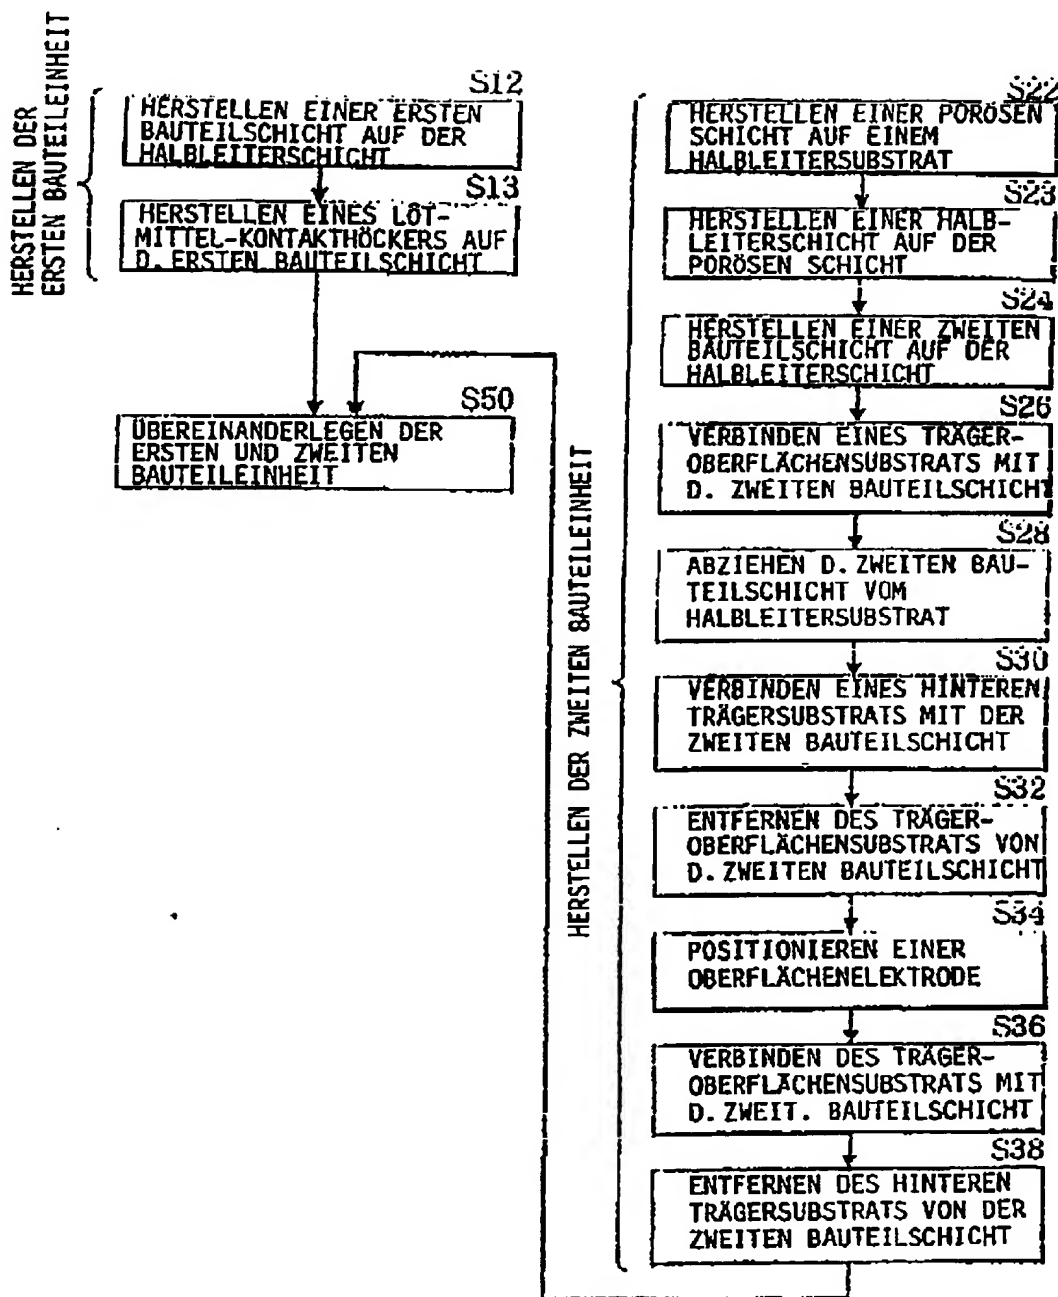 HERSTELLEN DER
ERSTEN BAUTEILEINHEIT
S12
HERSTELLEN EINER ERSTEN
BAUTEILSCHICHT AUF DER
HALBLEITERSCHICHT
S13
HERSTELLEN EINES LÖT-
MITTEL-KONTAKTHÖCKERS AUF
D. ERSTEN BAUTEILSCHICHT
S50
ÜBEREINANDERLEGEN DER
ERSTEN UND ZWEITEN
BAUTEILEINHEIT
HERSTELLEN DER ZWEITEN BAUTEILEINHEIT
S22
HERSTELLEN EINER PORÖSEN
SCHICHT AUF EINEM
HALBLEITERSUBSTRAT
S23
HERSTELLEN EINER HALB-
LEITERSCHICHT AUF DER
PORÖSEN SCHICHT
S24
HERSTELLEN EINER ZWEITEN
BAUTEILSCHICHT AUF DER
HALBLEITERSCHICHT
S26
VERBINDEN EINES TRÄGER-
OBERFLÄCHENSUBSTRATS MIT
D. ZWEITEN BAUTEILSCHICHT
S28
ABZIEHEN D. ZWEITEN BAU-
TEILSCHICHT VOM
HALBLEITERSUBSTRAT
S30
VERBINDEN EINES HINTEREN
TRÄGERSUBSTRATS MIT DER
ZWEITEN BAUTEILSCHICHT
S32
ENTFERNEN DES TRÄGER-
OBERFLÄCHENSUBSTRATS VON
D. ZWEITEN BAUTEILSCHICHT
S34
POSITIONIEREN EINER
OBERFLÄCHENELEKTRODE
S36
VERBINDEN DES TRÄGER-
OBERFLÄCHENSUBSTRATS MIT
D. ZWEIT. BAUTEILSCHICHT
S38
ENTFERNEN DES HINTEREN
TRÄGERSUBSTRATS VON DER
ZWEITEN BAUTEILSCHICHT